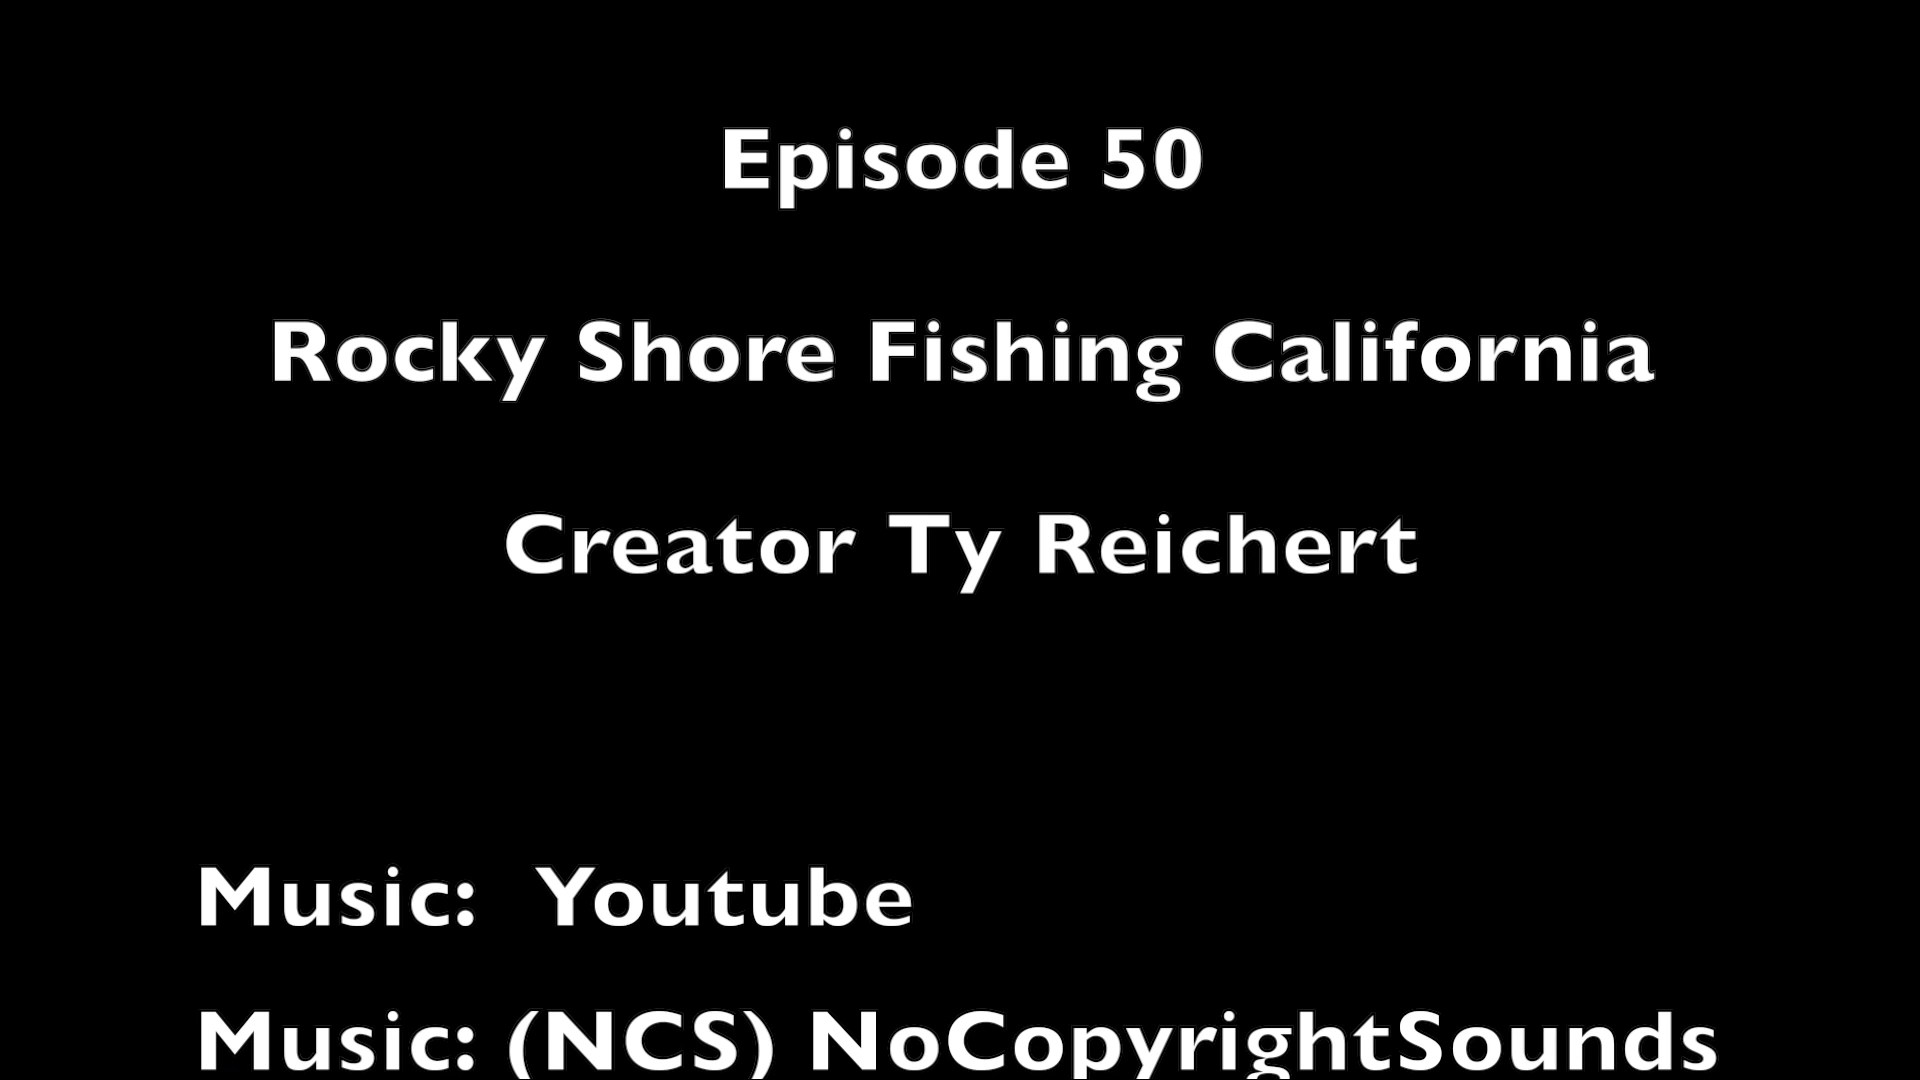 Episode 50
Rocky Shore Fishing California
Creator Ty Reichert
Music: Youtube
Music: (NCS) NoCopyrightSounds